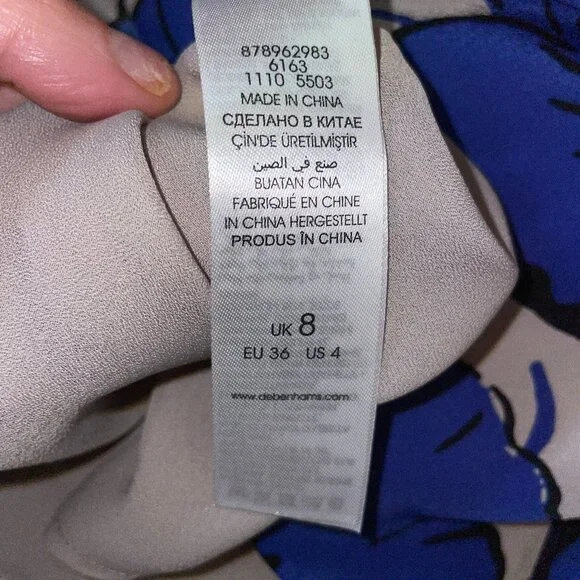 878962983
6163
1110 5503
MADE IN CHINA
СДЕЛАНО В КИТАЕ
ÇİN'DE ÜRETİLMİŞTİR
صنع في الصين
BUATAN CINA
FABRIQUÉ EN CHINE
IN CHINA HERGESTELLT
PRODUS ÎN CHINA
UK 8
EU 36 US 4
www.debenhams.com